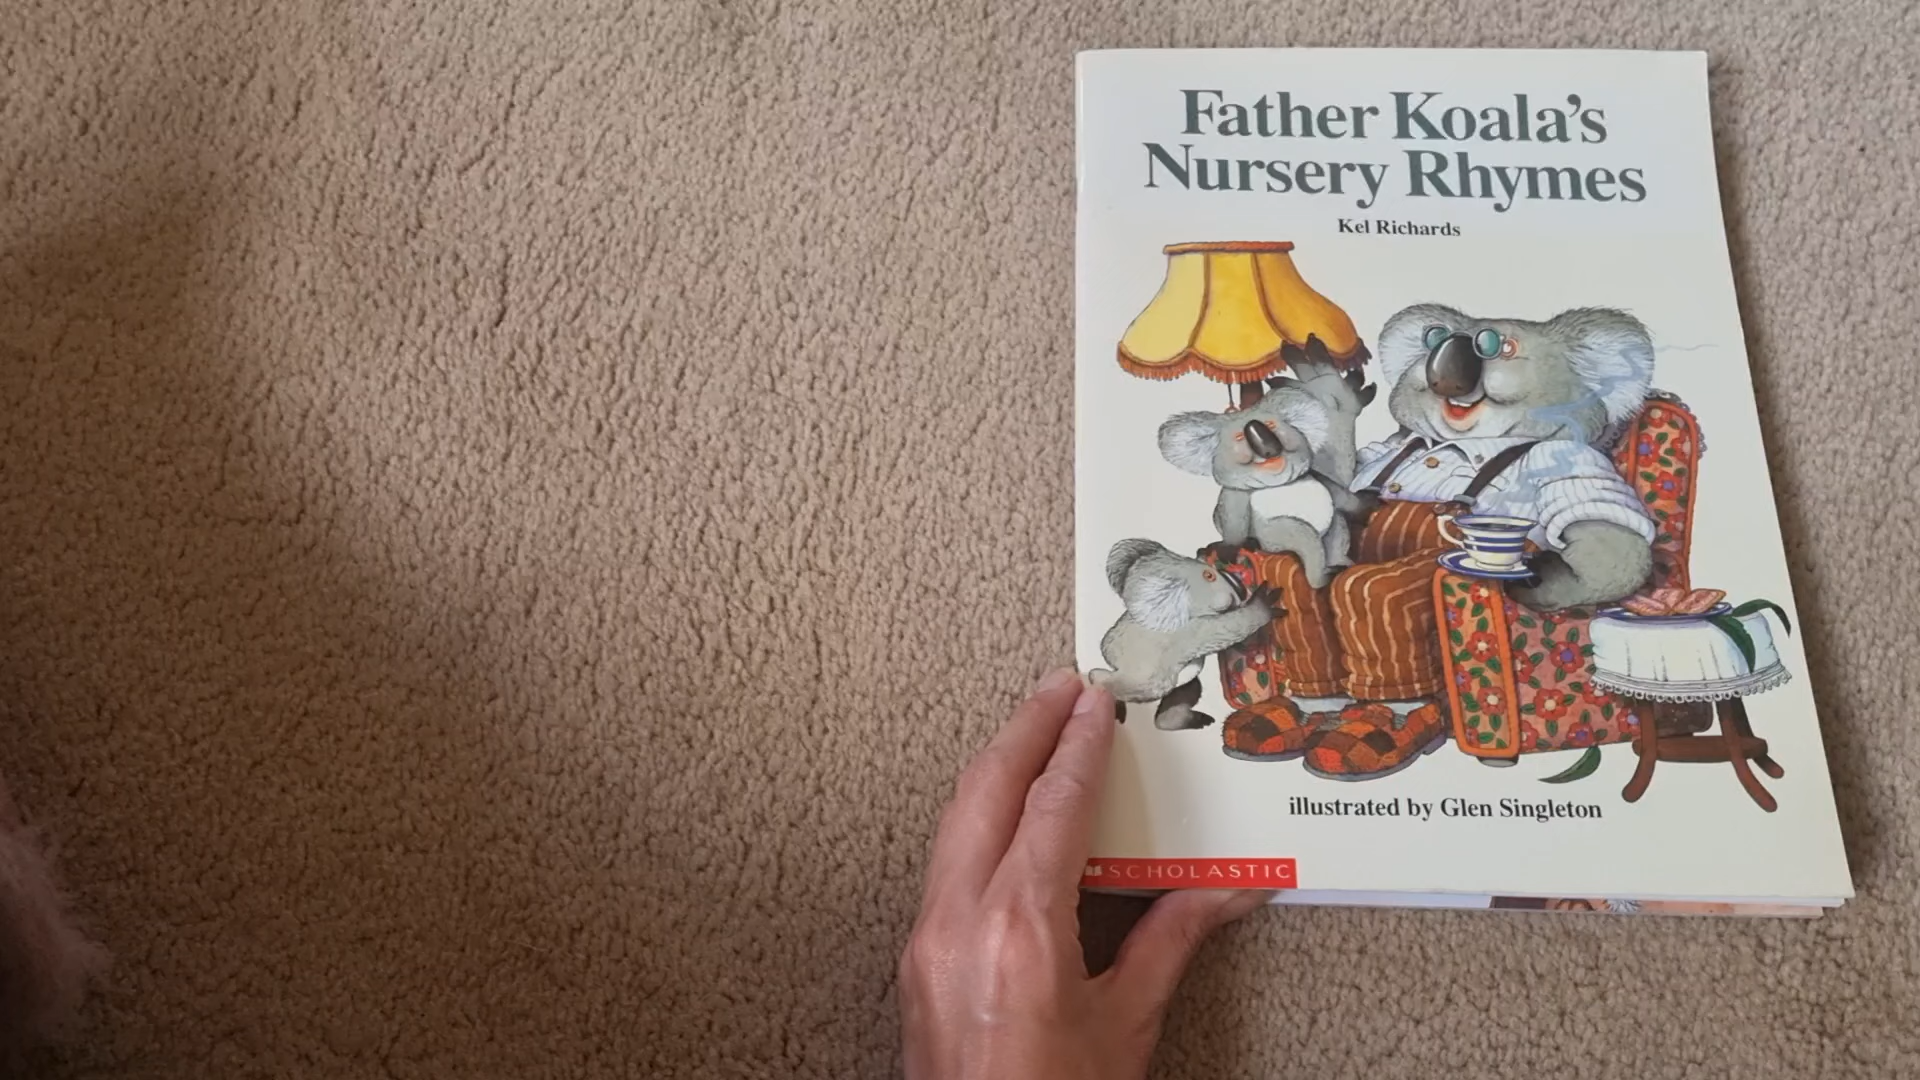 Father Koala's
Nursery Rhymes
Kel Richards
illustrated by Glen Singleton
SCHOLASTIC